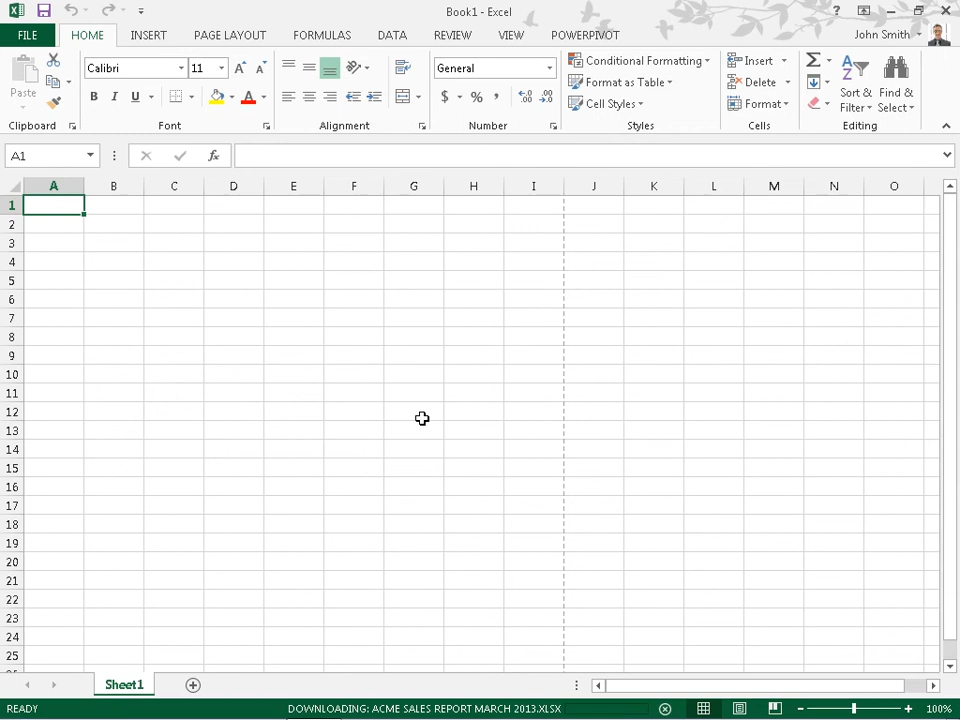 Book1 - Excel
?
FILE HOME INSERT PAGE LAYOUT FORMULAS DATA REVIEW VIEW POWERPIVOT John Smith
Calibri 11 General Conditional Formatting Insert
Format as Table Delete
Paste B I U A $ % , Cell Styles Format Sort & Filter Find & Select
Clipboard Font Alignment Number Styles Cells Editing
A1 fx
A B C D E F G H I J K L M N O
1
2
3
4
5
6
7
8
9
10
11
12
13
14
15
16
17
18
19
20
21
22
23
24
25
Sheet1
READY DOWNLOADING: ACME SALES REPORT MARCH 2013.XLSX 100%